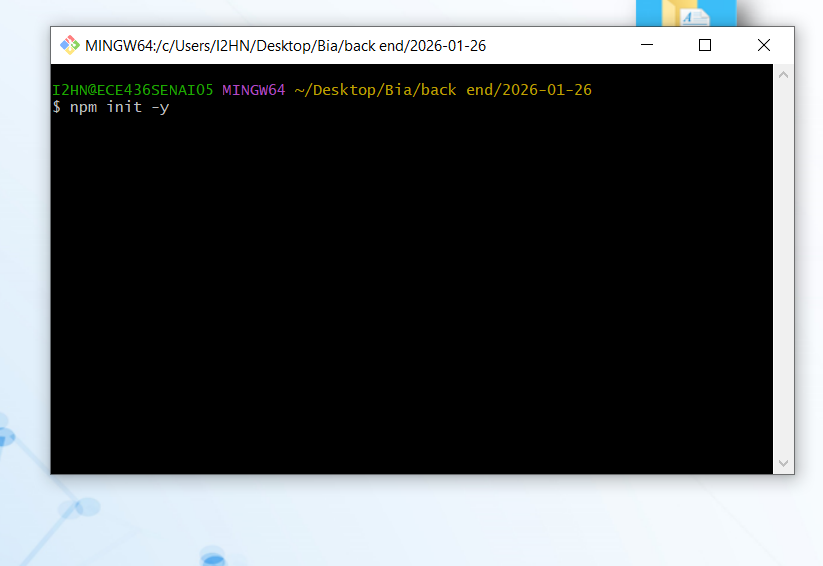 MINGW64:/c/Users/I2HN/Desktop/Bia/back end/2026-01-26
I2HN@ECE436SENAI05 MINGW64 ~/Desktop/Bia/back end/2026-01-26
$ npm init -y